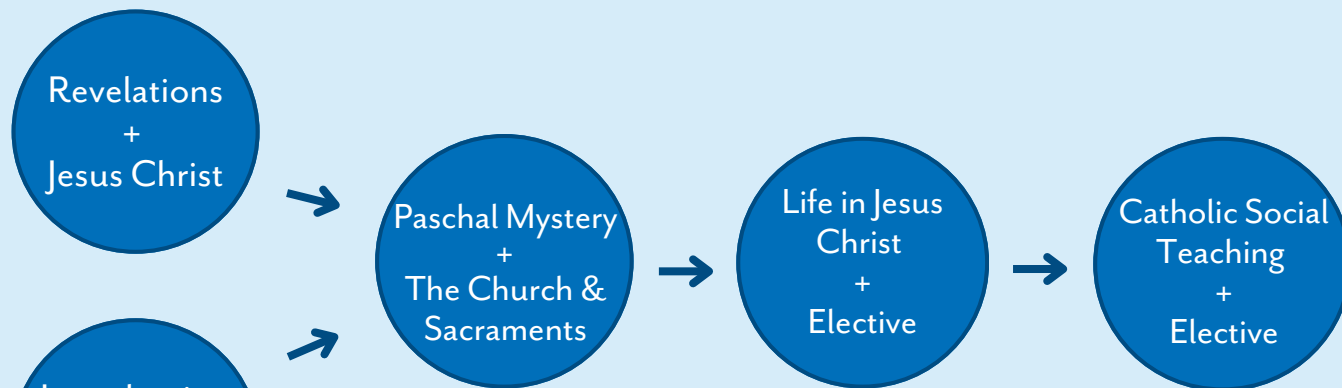 Revelations
+
Jesus Christ
Paschal Mystery
+
The Church &
Sacraments
Life in Jesus
Christ
+
Elective
Catholic Social
Teaching
+
Elective